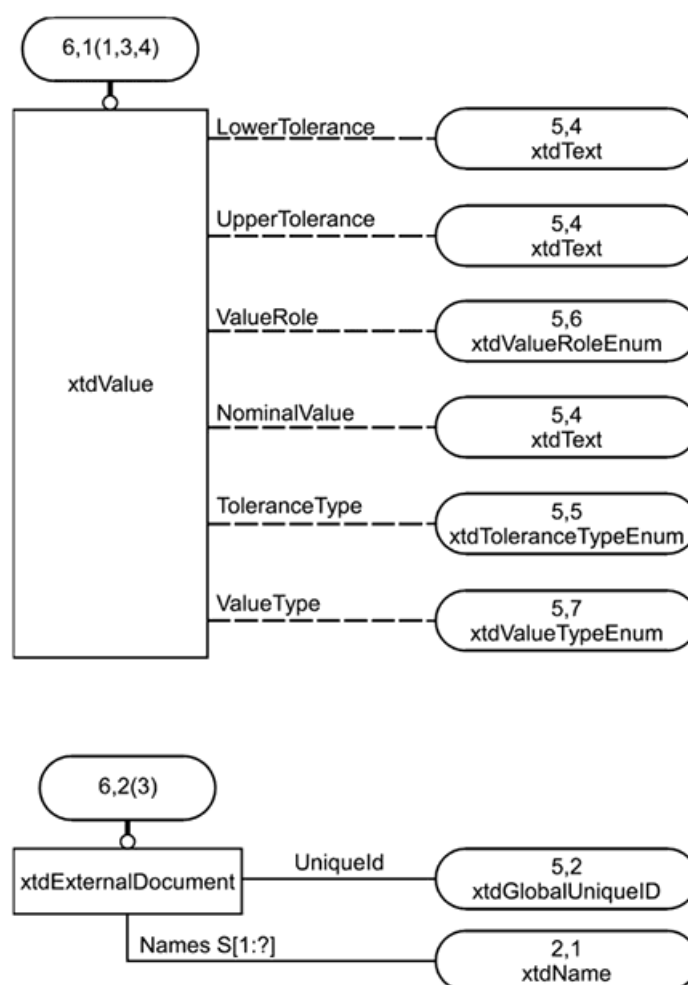 6,1(1,3,4)
xtdValue
LowerTolerance
5,4
xtdText
UpperTolerance
5,4
xtdText
ValueRole
5,6
xtdValueRoleEnum
NominalValue
5,4
xtdText
ToleranceType
5,5
xtdToleranceTypeEnum
ValueType
5,7
xtdValueTypeEnum
6,2(3)
xtdExternalDocument
UniqueId
5,2
xtdGlobalUniqueID
Names S[1:?]
2,1
xtdName